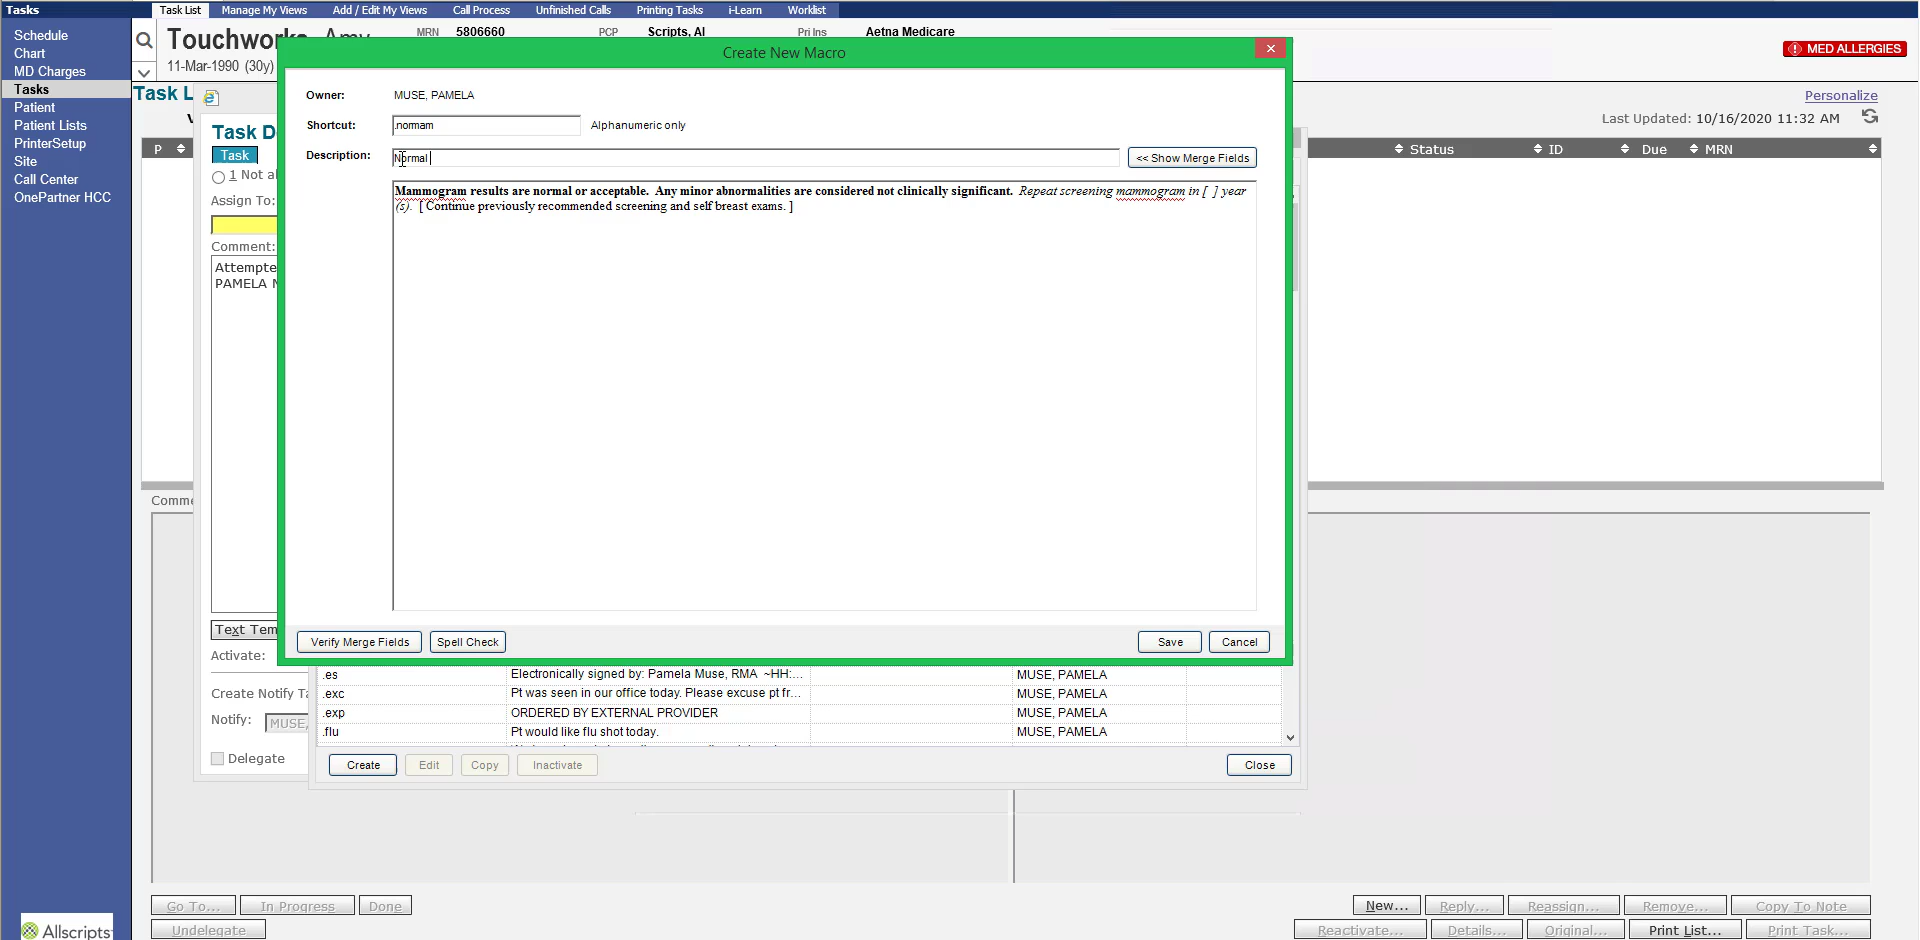 Tasks
Task List Manage My Views Add / Edit My Views Call Process Unfinished Calls Printing Tasks i-Learn Worklist
Schedule
Chart
MD Charges
Tasks
Patient
Patient Lists
PrinterSetup
Site
Call Center
OnePartner HCC
Touchworks, Amy MRN 5806660 PCP Scripts, Al Pri Ins Aetna Medicare
11-Mar-1990 (30y)
MED ALLERGIES
Task L
Personalize
Last Updated: 10/16/2020 11:32 AM
P Status ID Due MRN
Task D
Task
1 Not al
Assign To:
Comment:
Attempte
PAMELA M
Text Tem
Activate:
Create Notify Ta
Notify: MUSE,
Delegate
Comme
Create New Macro
Owner: MUSE, PAMELA
Shortcut: .normam Alphanumeric only
Description: Normal << Show Merge Fields
Mammogram results are normal or acceptable. Any minor abnormalities are considered not clinically significant. Repeat screening mammogram in [ ] year
(s). [ Continue previously recommended screening and self breast exams. ]
Verify Merge Fields Spell Check Save Cancel
.es Electronically signed by: Pamela Muse, RMA ~HH:... MUSE, PAMELA
.exc Pt was seen in our office today. Please excuse pt fr... MUSE, PAMELA
.exp ORDERED BY EXTERNAL PROVIDER MUSE, PAMELA
.flu Pt would like flu shot today. MUSE, PAMELA
Create Edit Copy Inactivate Close
Go To... In Progress Done New... Reply... Reassign... Remove... Copy To Note
Undelegate Reactivate... Details... Original... Print List... Print Task...
Allscripts